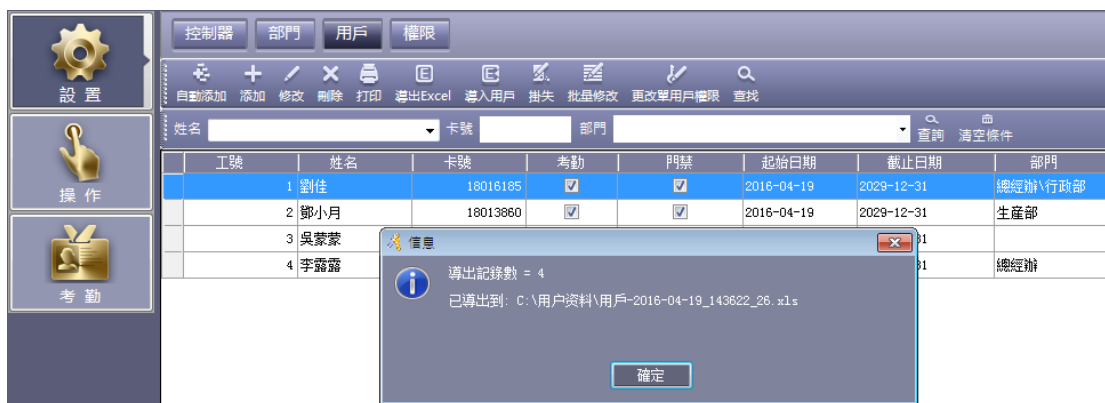 控制器 部門 用戶 權限
設 置
自動添加 添加 修改 刪除 打印 導出Excel 導入用戶 掛失 批量修改 更改單用戶權限 查找
姓名 卡號 部門 查詢 清空條件
工號 姓名 卡號 考勤 門禁 起始日期 截止日期 部門
1 劉佳 18016185 2016-04-19 2029-12-31 總經辦\行政部
操 作
2 鄧小月 18013860 2016-04-19 2029-12-31 生産部
3 吳蒙蒙 31
4 李露露 31 總經辦
考 勤
信息
導出記錄數 = 4
已導出到: C:\用户资料\用戶-2016-04-19_143622_26.xls
確定